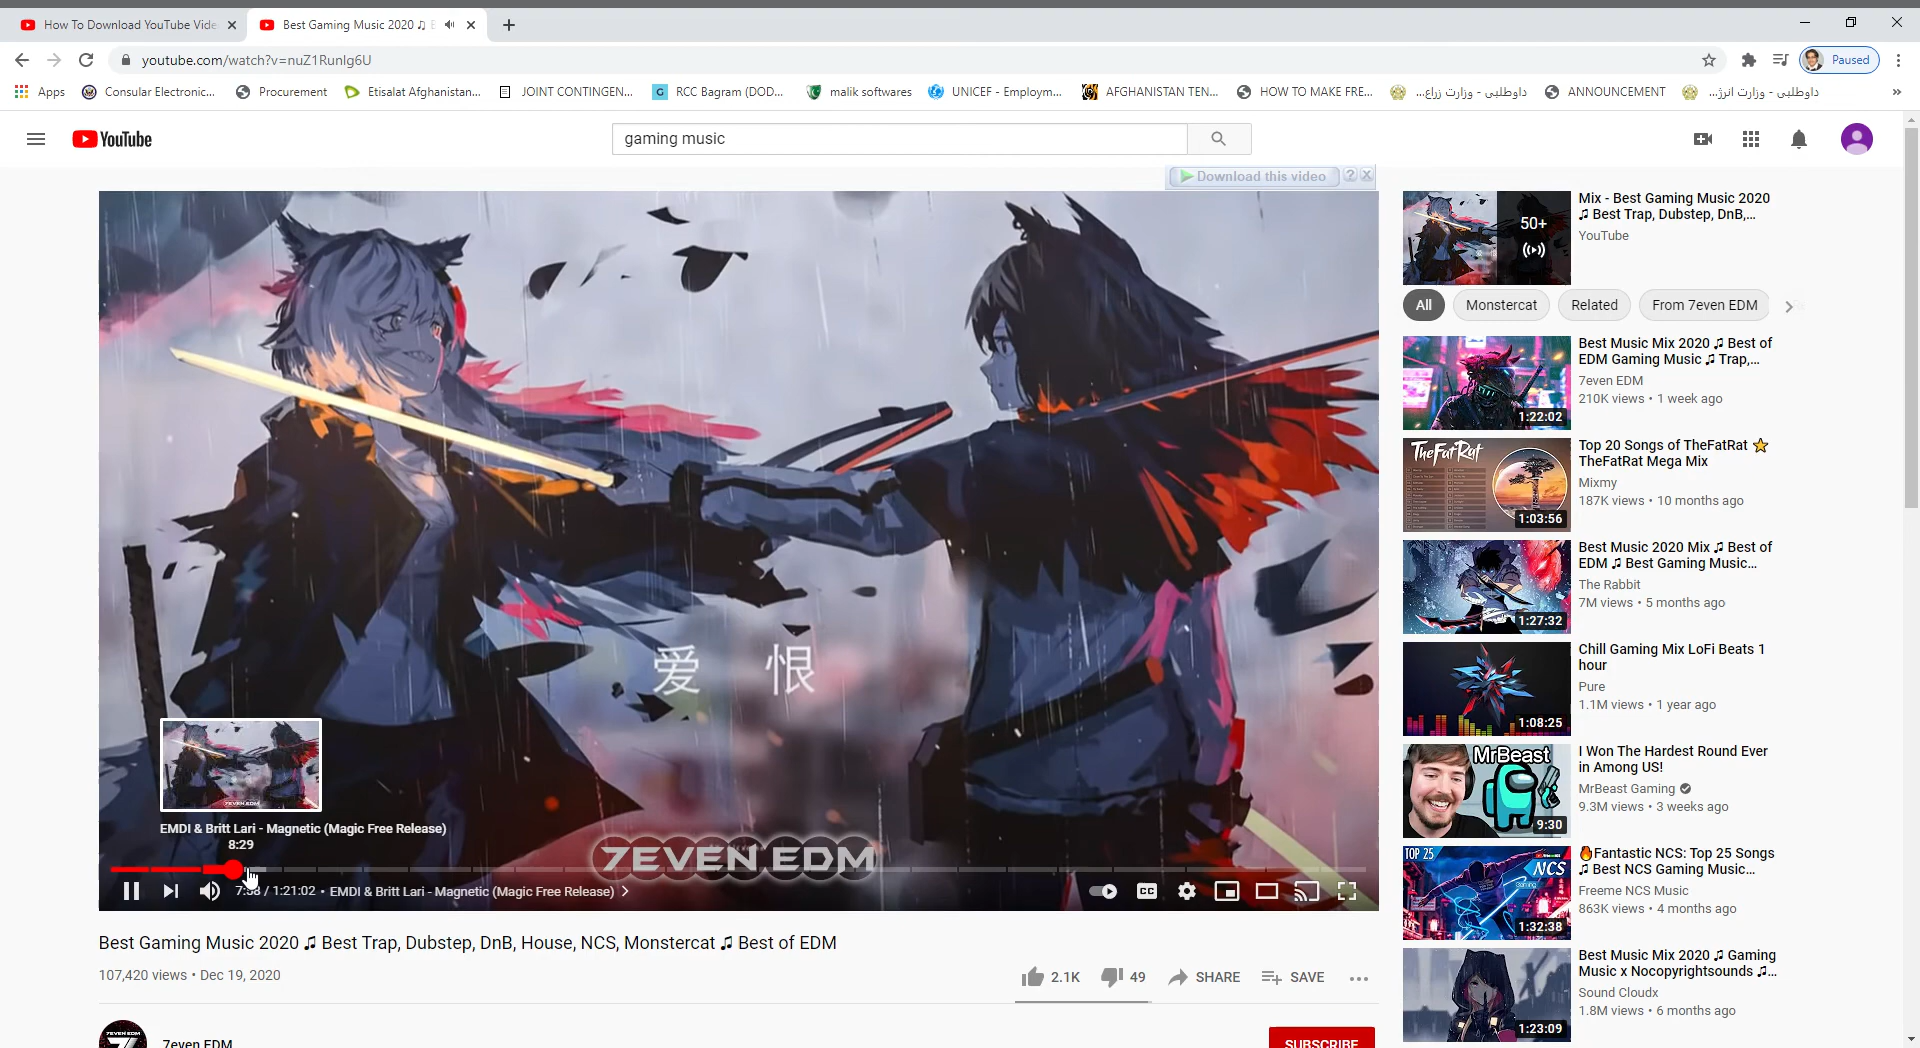 How To Download YouTube Vide
Best Gaming Music 2020 ♫ E
youtube.com/watch?v=nuZ1RunIg6U
Paused
Apps
Consular Electronic...
Procurement
Etisalat Afghanistan...
JOINT CONTINGEN...
RCC Bagram (DOD...
malik softwares
UNICEF - Employm...
AFGHANISTAN TEN...
HOW TO MAKE FRE...
داوطلبی - وزارت زراع...
ANNOUNCEMENT
داوطلبی - وزارت انرژ...
»
YouTube
gaming music
Download this video
? X
爱 恨
EMDI & Britt Lari - Magnetic (Magic Free Release)
8:29
7EVEN EDM
7:38 / 1:21:02 • EMDI & Britt Lari - Magnetic (Magic Free Release)
CC
Best Gaming Music 2020 ♫ Best Trap, Dubstep, DnB, House, NCS, Monstercat ♫ Best of EDM
107,420 views • Dec 19, 2020
2.1K
49
SHARE
SAVE
7EVEN EDM
7even EDM
SUBSCRIBE
50+
Mix - Best Gaming Music 2020
♫ Best Trap, Dubstep, DnB,...
YouTube
All
Monstercat
Related
From 7even EDM
1:22:02
Best Music Mix 2020 ♫ Best of
EDM Gaming Music ♫ Trap,...
7even EDM
210K views • 1 week ago
TheFatRat
1:03:56
Top 20 Songs of TheFatRat ⭐
TheFatRat Mega Mix
Mixmy
187K views • 10 months ago
1:27:32
Best Music 2020 Mix ♫ Best of
EDM ♫ Best Gaming Music...
The Rabbit
7M views • 5 months ago
1:08:25
Chill Gaming Mix LoFi Beats 1
hour
Pure
1.1M views • 1 year ago
MrBeast
9:30
I Won The Hardest Round Ever
in Among US!
MrBeast Gaming
9.3M views • 3 weeks ago
TOP 25
NCS
Gaming
1:32:38
🔥Fantastic NCS: Top 25 Songs
♫ Best NCS Gaming Music...
Freeme NCS Music
863K views • 4 months ago
1:23:09
Best Music Mix 2020 ♫ Gaming
Music x Nocopyrightsounds ♫...
Sound Cloudx
1.8M views • 6 months ago